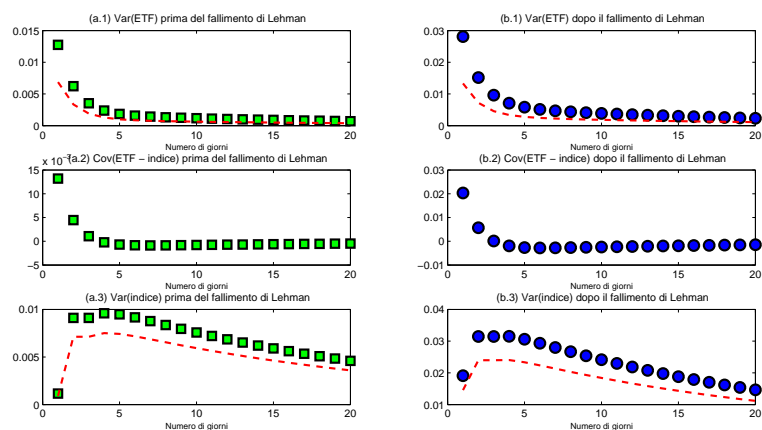 (a.1) Var(ETF) prima del fallimento di Lehman
0.015
0.01
0.005
0
0 5 10 15 20
Numero di giorni
(b.1) Var(ETF) dopo il fallimento di Lehman
0.03
0.02
0.01
0
0 5 10 15 20
Numero di giorni
x 10
(a.2) Cov(ETF − indice) prima del fallimento di Lehman
15
10
5
0
−5
0 5 10 15 20
Numero di giorni
(b.2) Cov(ETF − indice) dopo il fallimento di Lehman
0.03
0.02
0.01
0
−0.01
0 5 10 15 20
Numero di giorni
(a.3) Var(indice) prima del fallimento di Lehman
0.01
0.005
0
0 5 10 15 20
Numero di giorni
(b.3) Var(indice) dopo il fallimento di Lehman
0.04
0.03
0.02
0.01
0 5 10 15 20
Numero di giorni